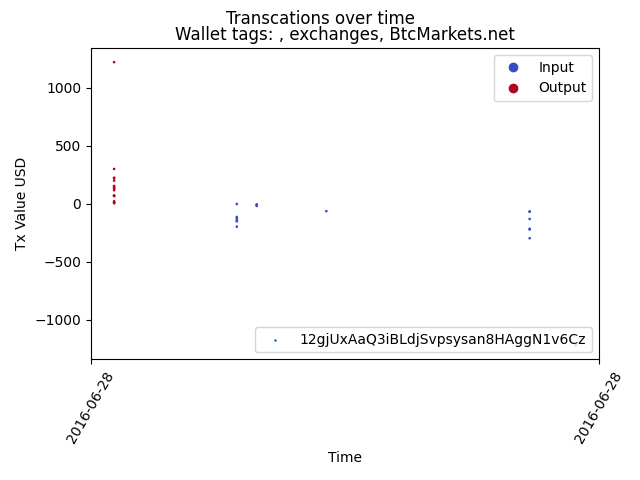 Transcations over time
Wallet tags: , exchanges, BtcMarkets.net
Input
Output
1000
500
0
−500
−1000
Tx Value USD
12gjUxAaQ3iBLdjSvpsysan8HAggN1v6Cz
2016-06-28
2016-06-28
Time